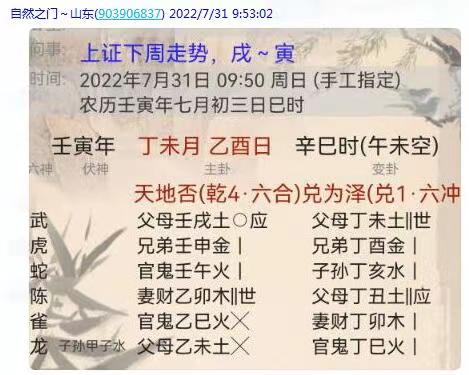 自然之门～山东(903906837) 2022/7/31 9:53:02
问事： 上证下周走势，戌～寅
时间： 2022年7月31日 09:50 周日 (手工指定)
农历壬寅年七月初三日巳时
壬寅年 丁未月 乙酉日 辛巳时(午未空)
六神 伏神 主卦 变卦
天地否(乾4·六合) 兑为泽(兑1·六冲
武 父母壬戌土〇应 父母丁未土‖世
虎 兄弟壬申金〡 兄弟丁酉金〡
蛇 官鬼壬午火〡 子孙丁亥水〡
陈 妻财乙卯木‖世 父母丁丑土‖应
雀 官鬼乙巳火╳ 妻财丁卯木〡
龙 子孙甲子水 父母乙未土╳ 官鬼丁巳火〡